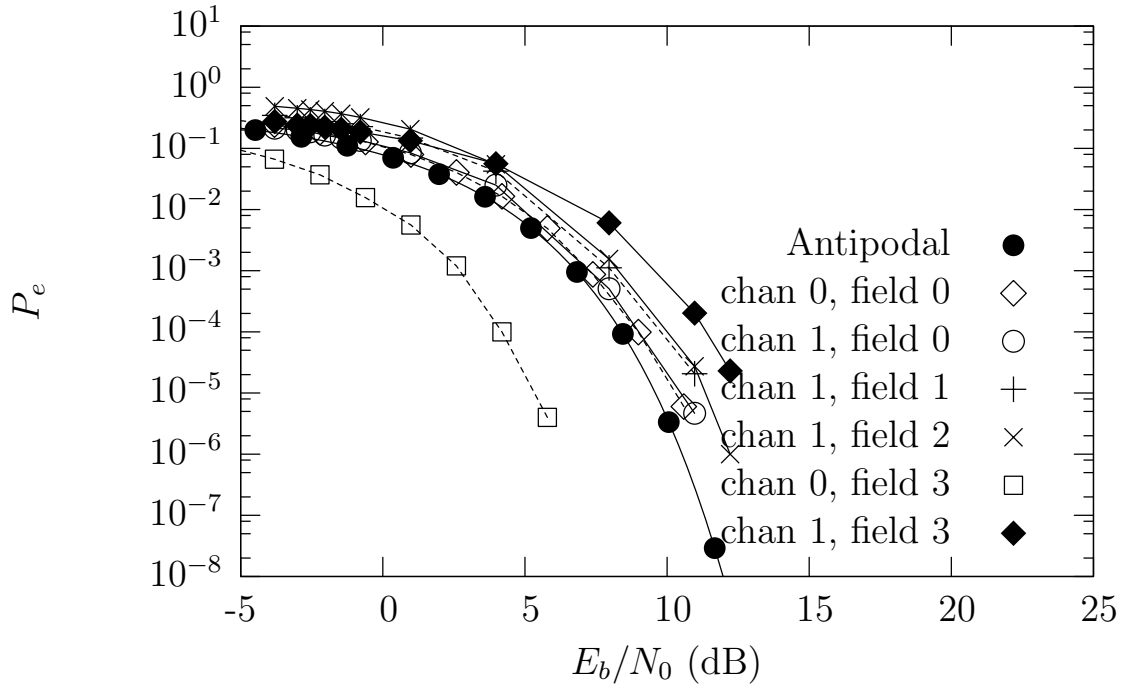 10^1
10^0
10^-1
10^-2
10^-3
10^-4
10^-5
10^-6
10^-7
10^-8
P_e
-5 0 5 10 15 20 25
E_b/N_0 (dB)
Antipodal
chan 0, field 0
chan 1, field 0
chan 1, field 1
chan 1, field 2
chan 0, field 3
chan 1, field 3